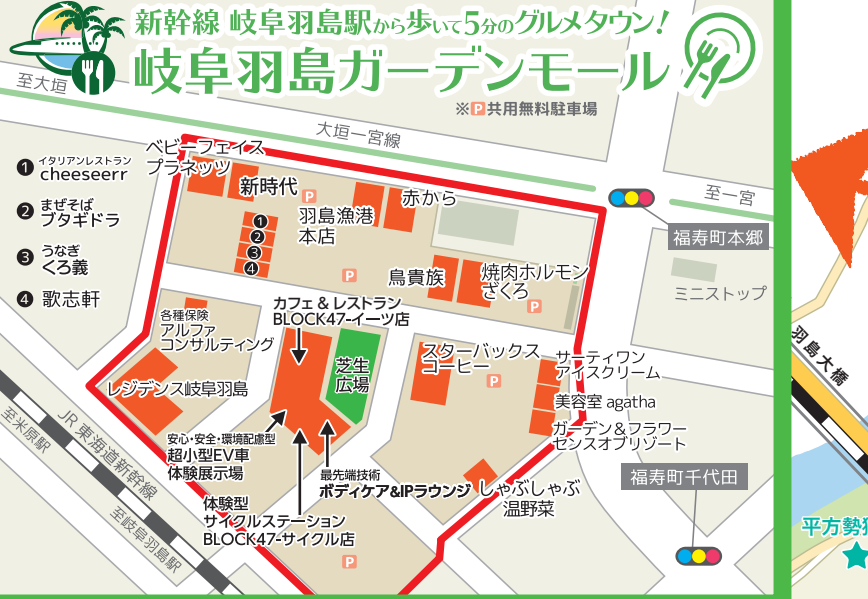 新幹線 岐阜羽島駅から歩いて5分のグルメタウン!
岐阜羽島ガーデンモール
※P共用無料駐車場
至大垣
大垣一宮線
至一宮
福寿町本郷
ミニストップ
1 イタリアンレストラン
cheeseerr
2 まぜそば
ブタギドラ
3 うなぎ
くろ義
4 歌志軒
ベビーフェイス
プラネッツ
新時代
P
1
2
3
4
羽島漁港
本店
赤から
P
鳥貴族
焼肉ホルモン
ざくろ
P
各種保険
アルファ
コンサルティング
カフェ&レストラン
BLOCK47-イーツ店
芝生
広場
スターバックス
コーヒー
P
サーティワン
アイスクリーム
美容室 agatha
ガーデン&フラワー
センスオブリゾート
レジデンス岐阜羽島
安心・安全・環境配慮型
超小型EV車
体験展示場
最先端技術
ボディケア&IPラウンジ
しゃぶしゃぶ
温野菜
体験型
サイクルステーション
BLOCK47-サイクル店
P
福寿町千代田
至米原駅
JR 東海道新幹線
至岐阜羽島駅
羽島大橋
平方勢